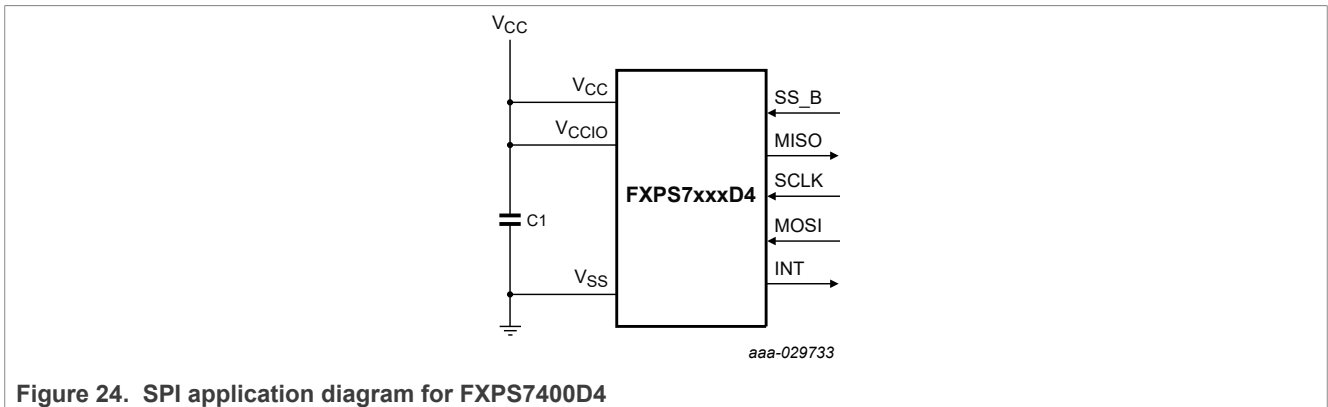 VCC
VCC
VCCIO
C1
VSS
FXPS7xxxD4
SS_B
MISO
SCLK
MOSI
INT
aaa-029733
Figure 24. SPI application diagram for FXPS7400D4